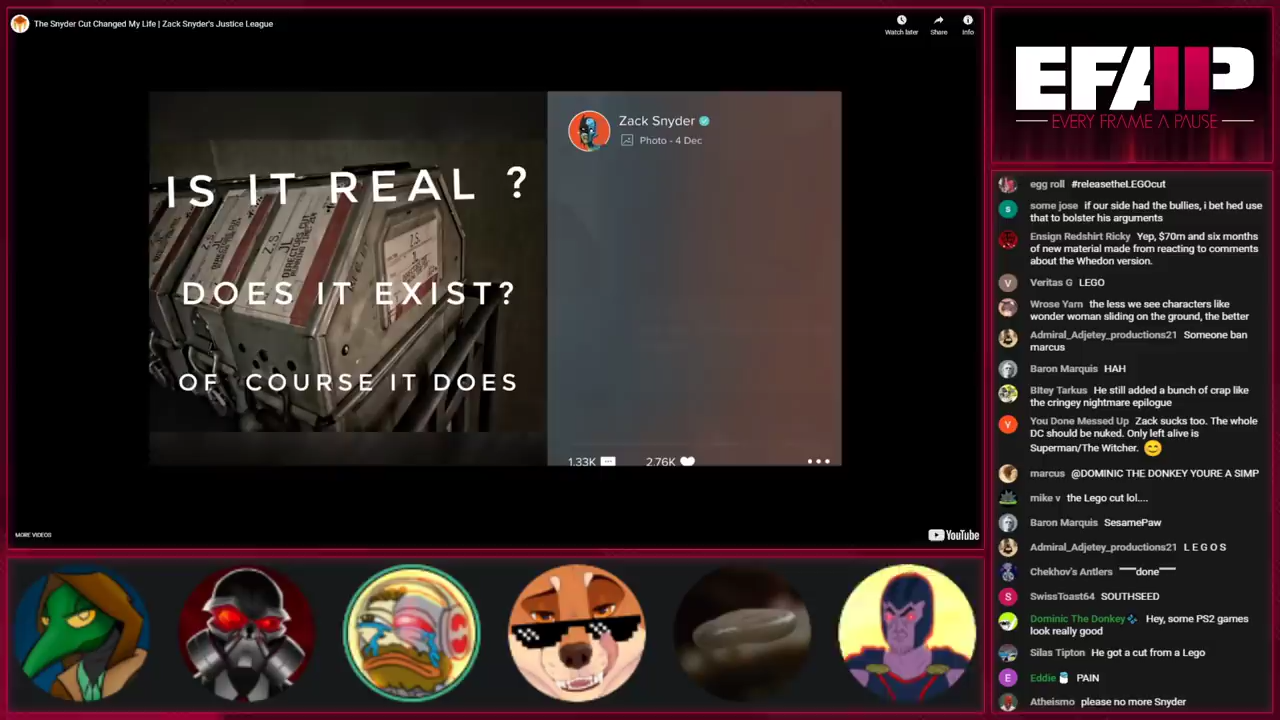 The Snyder Cut Changed My Life | Zack Snyder's Justice League
Watch later
Share
Info
IS IT REAL ?
DOES IT EXIST?
OF COURSE IT DOES
Z.S.
JL
DIRECTORS CUT
Zack Snyder
Photo - 4 Dec
1.33K
2.76K
MORE VIDEOS
YouTube
EFAP
EVERY FRAME A PAUSE
egg roll #releasetheLEGOcut
some jose if our side had the bullies, i bet hed use
that to bolster his arguments
Ensign Redshirt Ricky Yep, $70m and six months
of new material made from reacting to comments
about the Whedon version.
Veritas G LEGO
Wrose Yarn the less we see characters like
wonder woman sliding on the ground, the better
Admiral_Adjetey_productions21 Someone ban
marcus
Baron Marquis HAH
BItey Tarkus He still added a bunch of crap like
the cringey nightmare epilogue
You Done Messed Up Zack sucks too. The whole
DC should be nuked. Only left alive is
Superman/The Witcher. 😊
marcus @DOMINIC THE DONKEY YOURE A SIMP
mike v the Lego cut lol....
Baron Marquis SesamePaw
Admiral_Adjetey_productions21 L E G O S
Chekhov's Antlers """"done""""
SwissToast64 SOUTHSEED
Dominic The Donkey Hey, some PS2 games
look really good
Silas Tipton He got a cut from a Lego
Eddie PAIN
Atheismo please no more Snyder